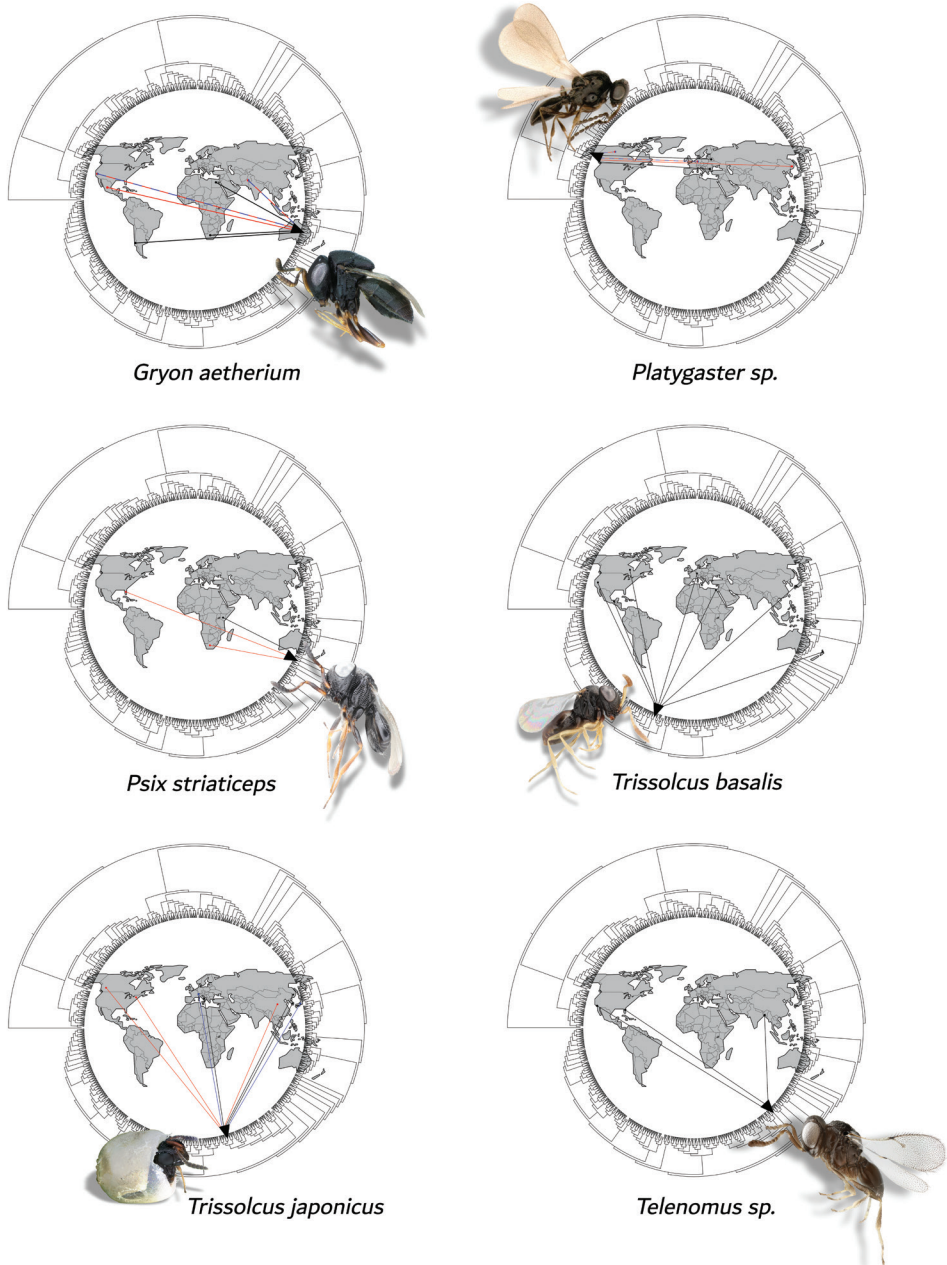 Gryon aetherium
Platygaster sp.
Psix striaticeps
Trissolcus basalis
Trissolcus japonicus
Telenomus sp.